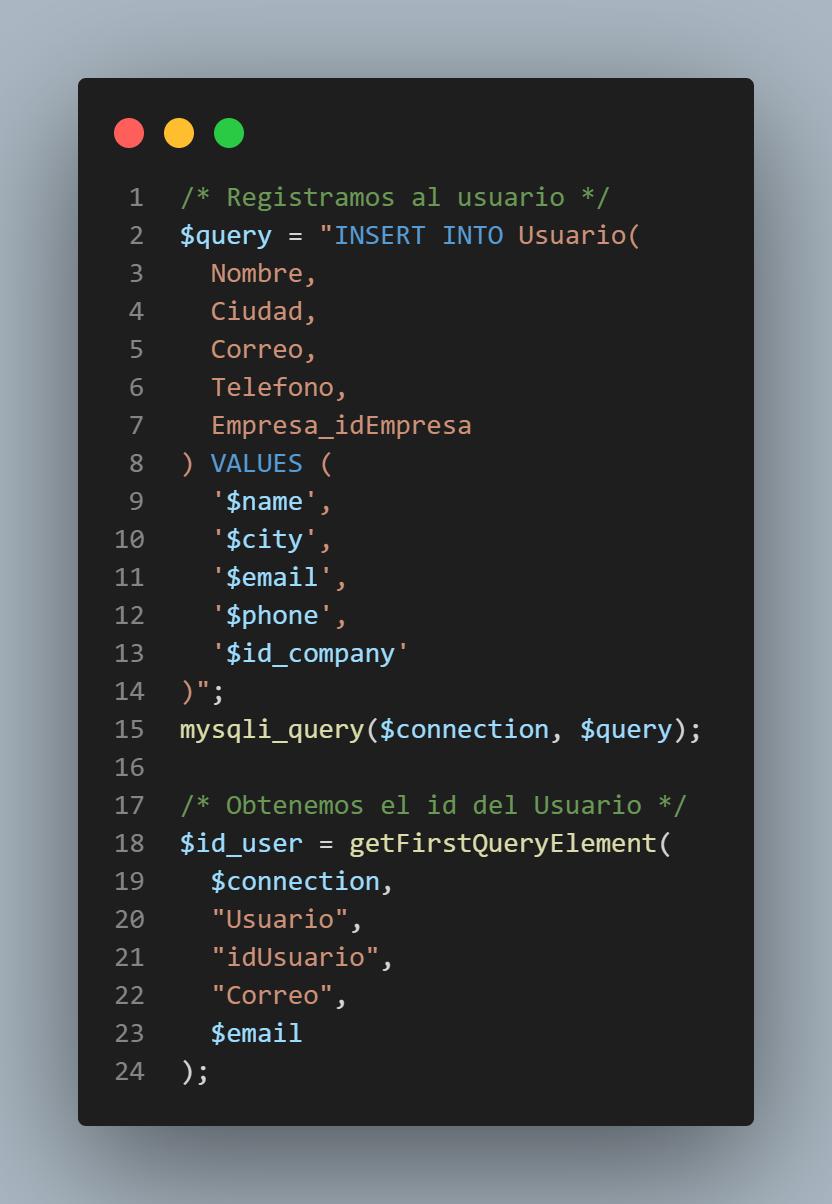 1 /* Registramos al usuario */
2 $query = "INSERT INTO Usuario(
3   Nombre,
4   Ciudad,
5   Correo,
6   Telefono,
7   Empresa_idEmpresa
8 ) VALUES (
9   '$name',
10   '$city',
11   '$email',
12   '$phone',
13   '$id_company'
14 )";
15 mysqli_query($connection, $query);
16
17 /* Obtenemos el id del Usuario */
18 $id_user = getFirstQueryElement(
19   $connection,
20   "Usuario",
21   "idUsuario",
22   "Correo",
23   $email
24 );